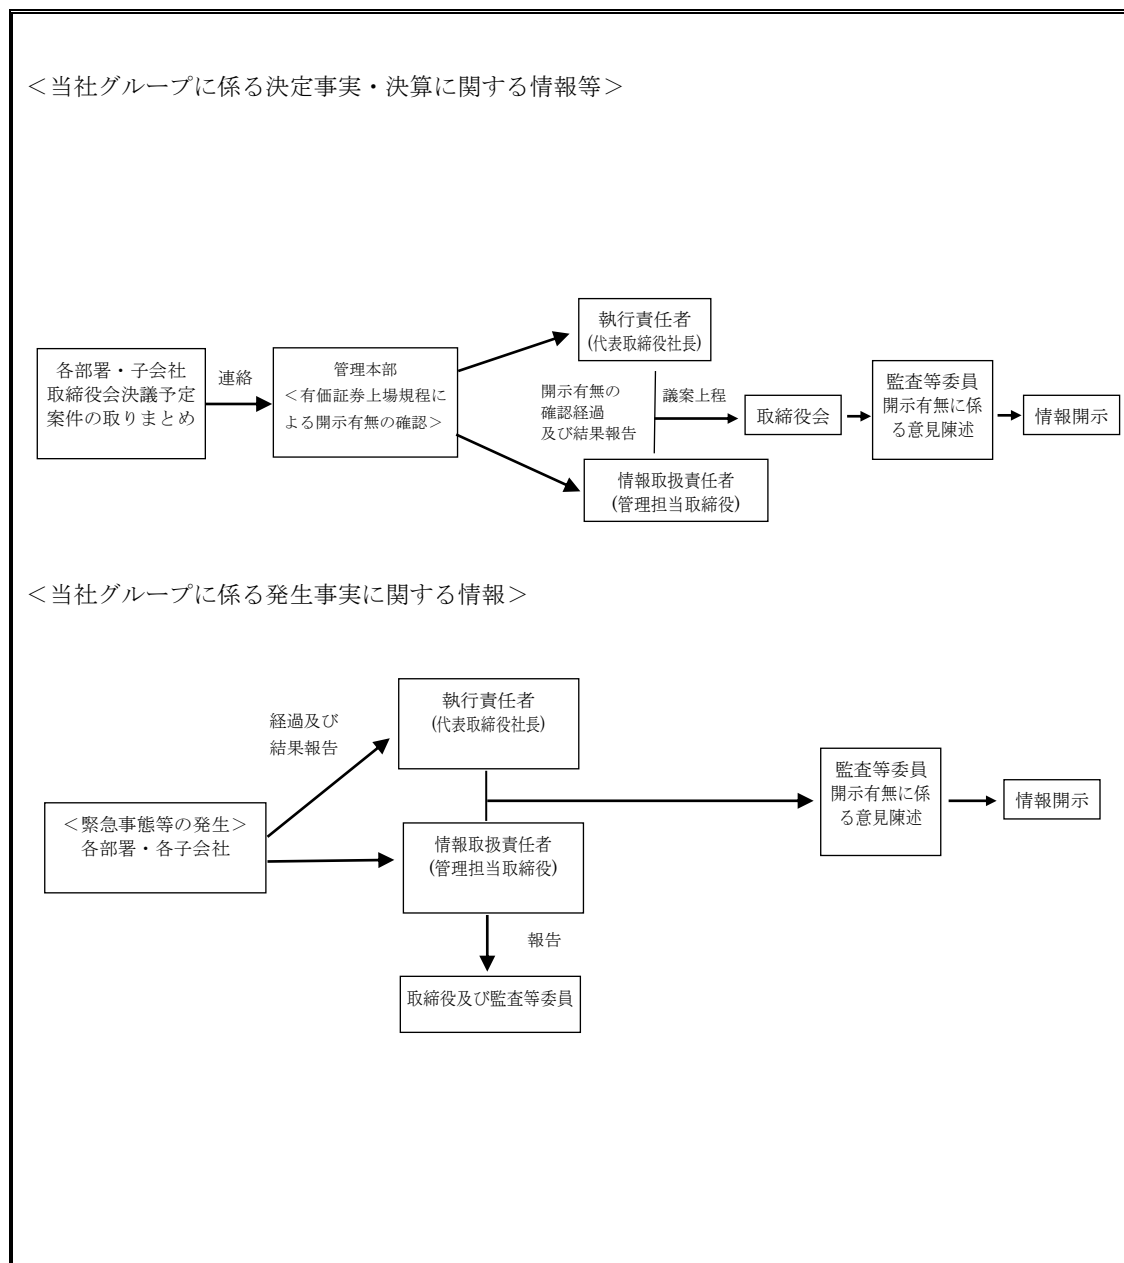 ＜当社グループに係る決定事実・決算に関する情報等＞
各部署・子会社
取締役会決議予定
案件の取りまとめ
連絡
管理本部
＜有価証券上場規程に
よる開示有無の確認＞
執行責任者
(代表取締役社長)
開示有無の
確認経過
及び結果報告
議案上程
情報取扱責任者
(管理担当取締役)
取締役会
監査等委員
開示有無に係
る意見陳述
情報開示
＜当社グループに係る発生事実に関する情報＞
＜緊急事態等の発生＞
各部署・各子会社
経過及び
結果報告
執行責任者
(代表取締役社長)
情報取扱責任者
(管理担当取締役)
報告
取締役及び監査等委員
監査等委員
開示有無に係
る意見陳述
情報開示